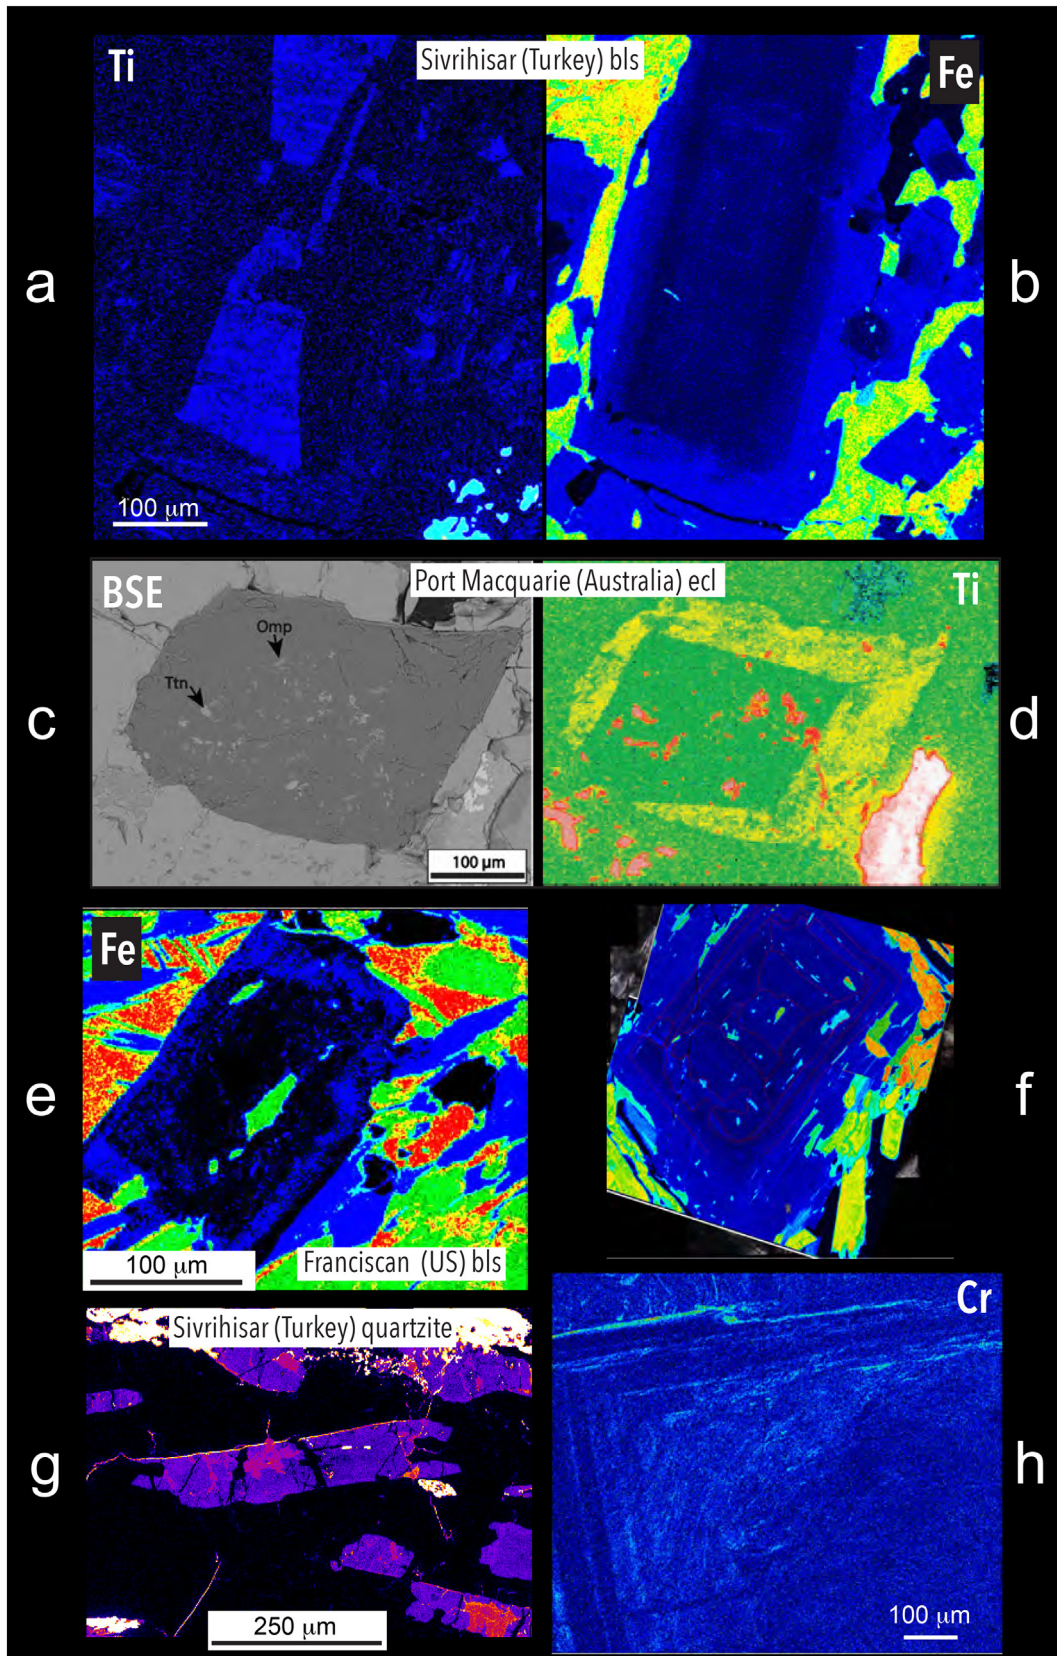 Ti
Sivrihisar (Turkey) bls
Fe
a
b
100 μm
BSE
Port Macquarie (Australia) ecl
Ti
Omp
Ttn
c
d
100 μm
Fe
e
f
100 μm
Franciscan (US) bls
Sivrihisar (Turkey) quartzite
Cr
g
h
250 μm
100 μm